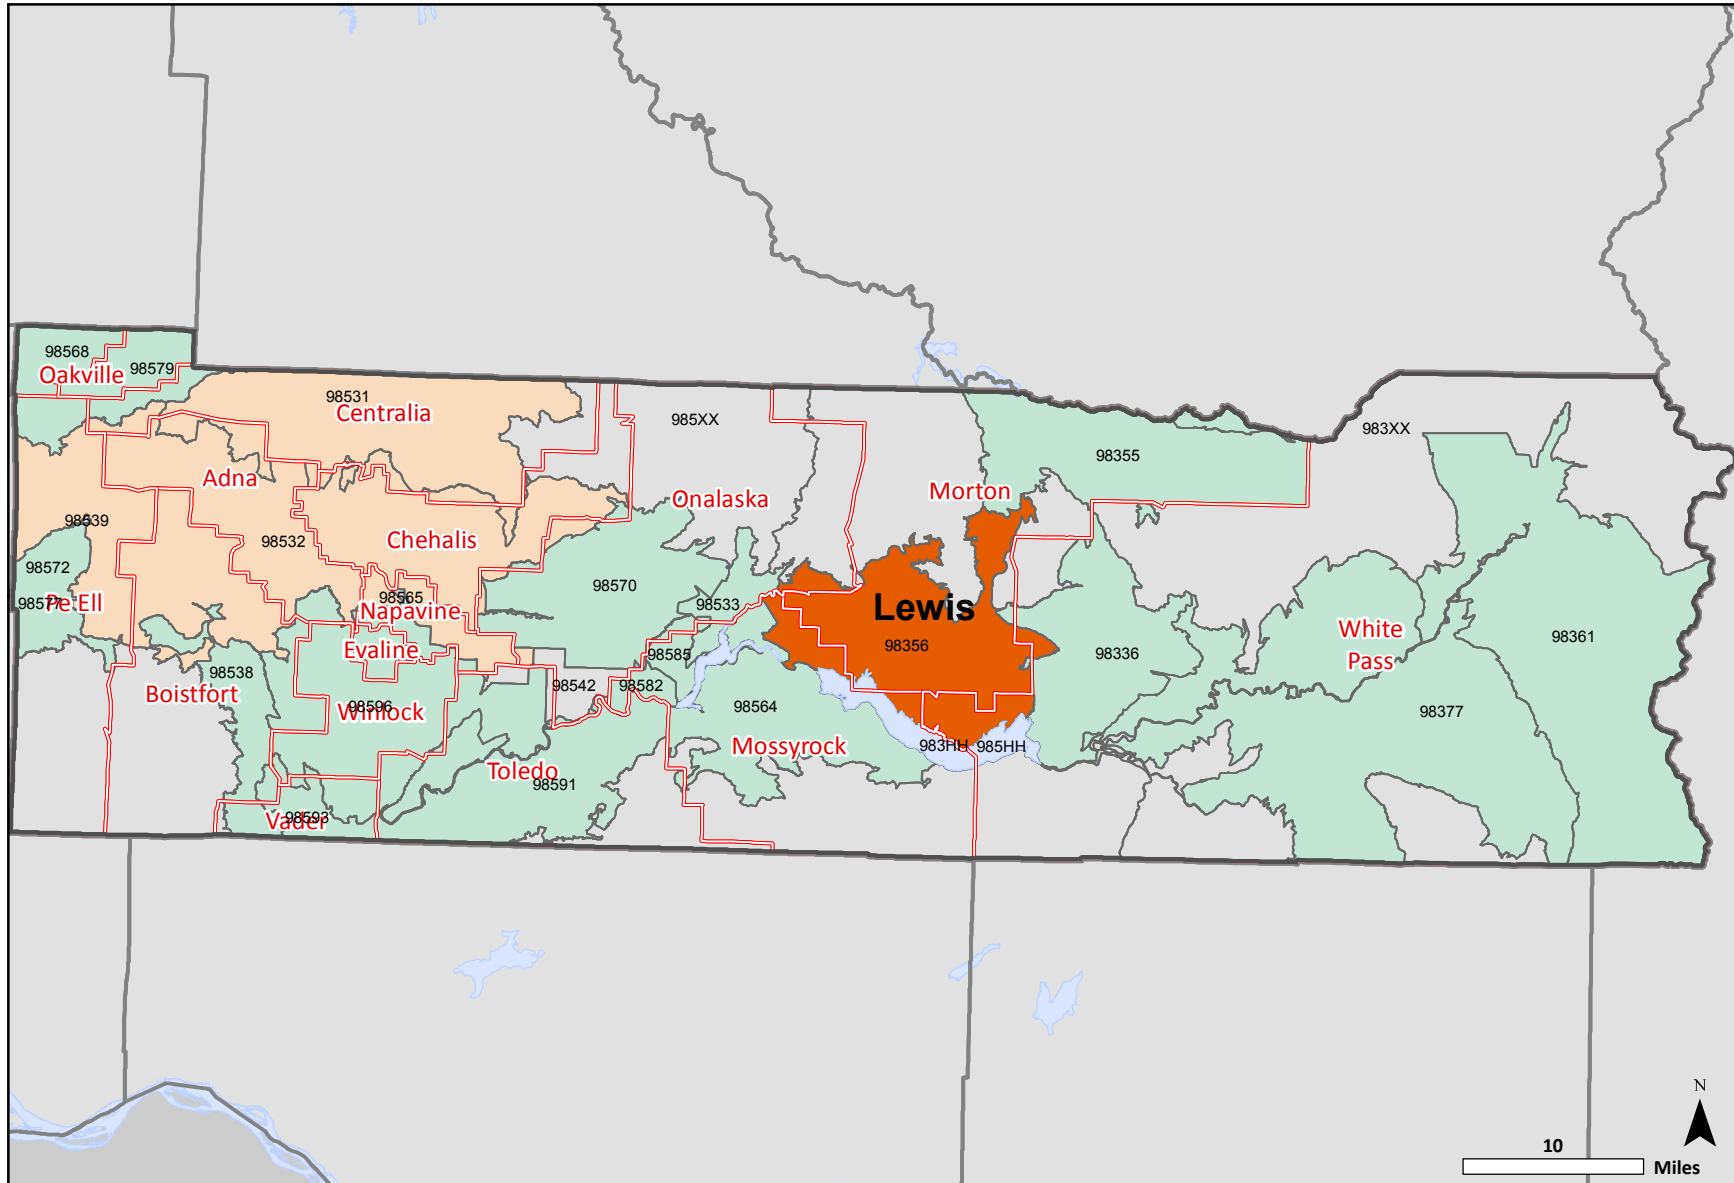 98568
Oakville
98579
98531
Centralia
985XX
983XX
98355
Adna
Onalaska
Morton
98539
98532
Chehalis
98572
98577
Pe Ell
98570
98565
Napavine
98533
Lewis
98356
Evaline
98585
98336
White
Pass
98361
Boistfort
98538
98542
98582
98596
Winlock
98564
98377
Mossyrock
983HH
985HH
Toledo
98591
Vader
98593
N
10
Miles